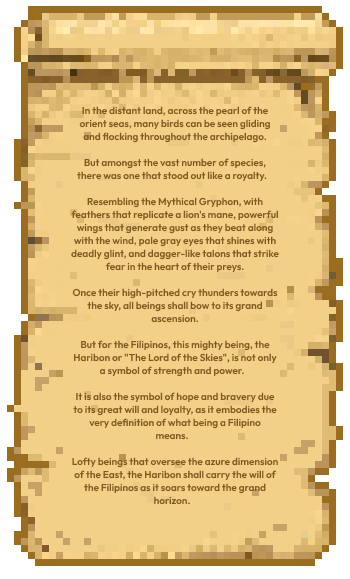 In the distant land, across the pearl of the
orient seas, many birds can be seen gliding
and flocking throughout the archipelago.
But amongst the vast number of species,
there was one that stood out like a royalty.
Resembling the Mythical Gryphon, with
feathers that replicate a lion's mane, powerful
wings that generate gust as they beat along
with the wind, pale gray eyes that shines with
deadly glint, and dagger-like talons that strike
fear in the heart of their preys.
Once their high-pitched cry thunders towards
the sky, all beings shall bow to its grand
ascension.
But for the Filipinos, this mighty being, the
Haribon or "The Lord of the Skies", is not only
a symbol of strength and power.
It is also the symbol of hope and bravery due
to its great will and loyalty, as it embodies the
very definition of what being a Filipino
means.
Lofty beings that oversee the azure dimension
of the East, the Haribon shall carry the will of
the Filipinos as it soars toward the grand
horizon.